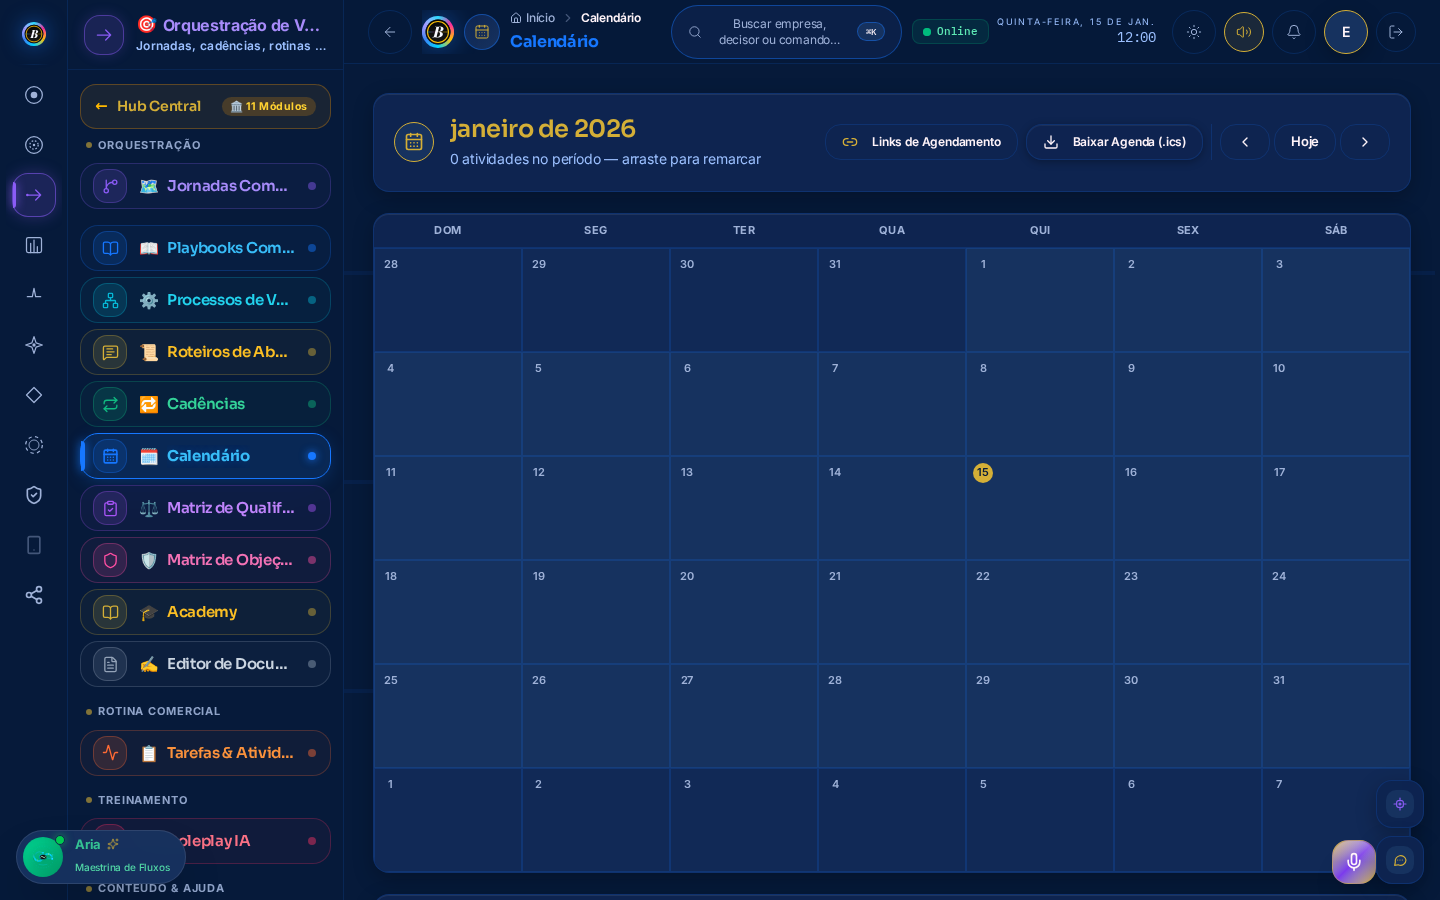 Orquestração de V...
Jornadas, cadências, rotinas ...
Hub Central
11 Módulos
ORQUESTRAÇÃO
Jornadas Com...
Playbooks Com...
Processos de V...
Roteiros de Ab...
Cadências
Calendário
Matriz de Qualif...
Matriz de Objeç...
Academy
Editor de Docu...
ROTINA COMERCIAL
Tarefas & Ativid...
TREINAMENTO
oleplay IA
Aria
Maestrina de Fluxos
CONTEÚDO & AJUDA
B
Início
Calendário
Calendário
Buscar empresa,
decisor ou comando...
⌘K
Online
QUINTA-FEIRA, 15 DE JAN.
12:00
E
janeiro de 2026
0 atividades no período — arraste para remarcar
Links de Agendamento
Baixar Agenda (.ics)
Hoje
DOM SEG TER QUA QUI SEX SÁB
28 29 30 31 1 2 3
4 5 6 7 8 9 10
11 12 13 14 15 16 17
18 19 20 21 22 23 24
25 26 27 28 29 30 31
1 2 3 4 5 6 7